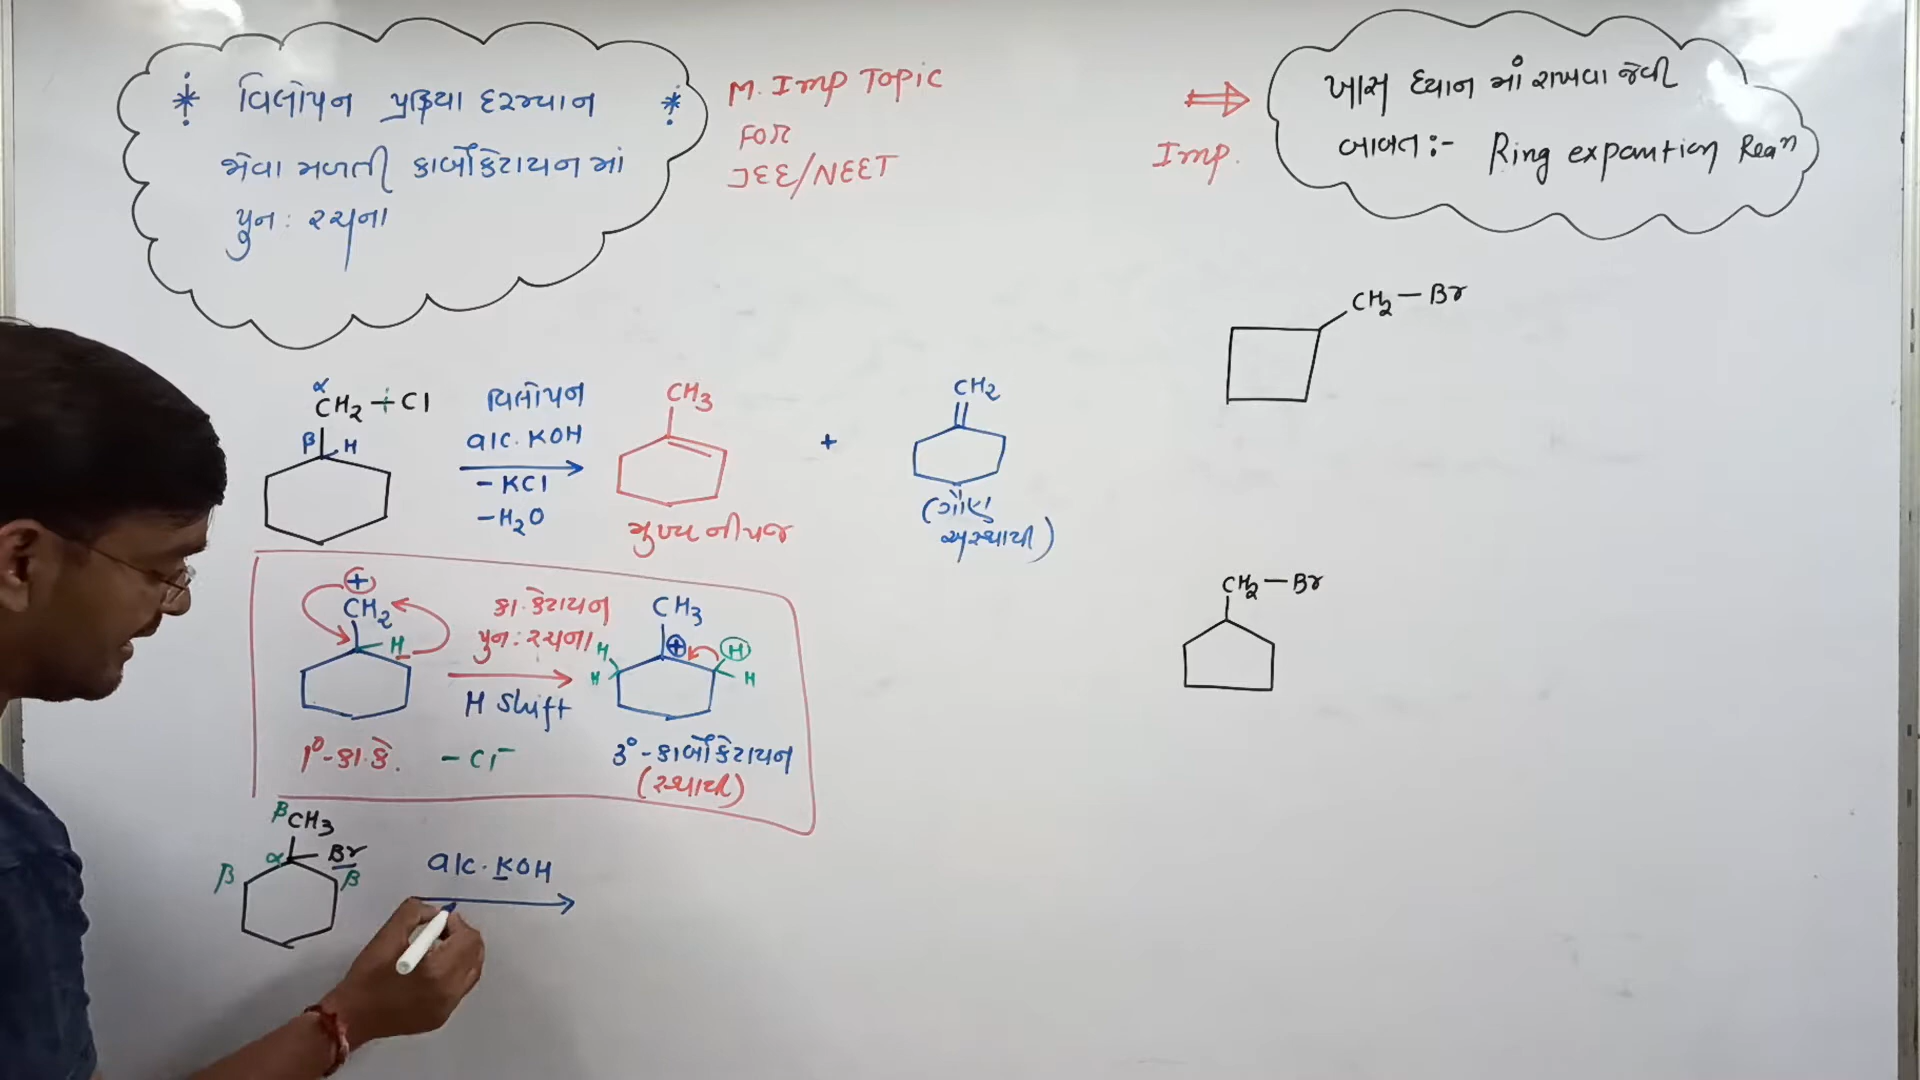 * વિલોપન પ્રક્રિયા દરમ્યાન *
જોવા મળતી કાર્બોકેટાયન માં
પુન: રચના
M. Imp Topic
FOR
JEE/NEET
⇒
Imp.
ખાસ ધ્યાન માં રાખવા જેવી
બાબત :- Ring expantion Reaⁿ
CH₂ — Br
CH₂ — Br
α
CH₂ — Cl
β H
વિલોપન
alc. KOH
- KCl
- H₂O
CH₃
મુખ્ય નીપજ
+
CH₂
(ગૌણ
અસ્થાયી)
+
CH₂
H
કા. કેટાયન
પુન: રચના
H Shift
- Cl⁻
1°-કા.કે.
CH₃
H
H
+
H
H
3°-કાર્બોકેટાયન
(સ્થાયી)
β CH₃
α Br
β β
alc. KOH